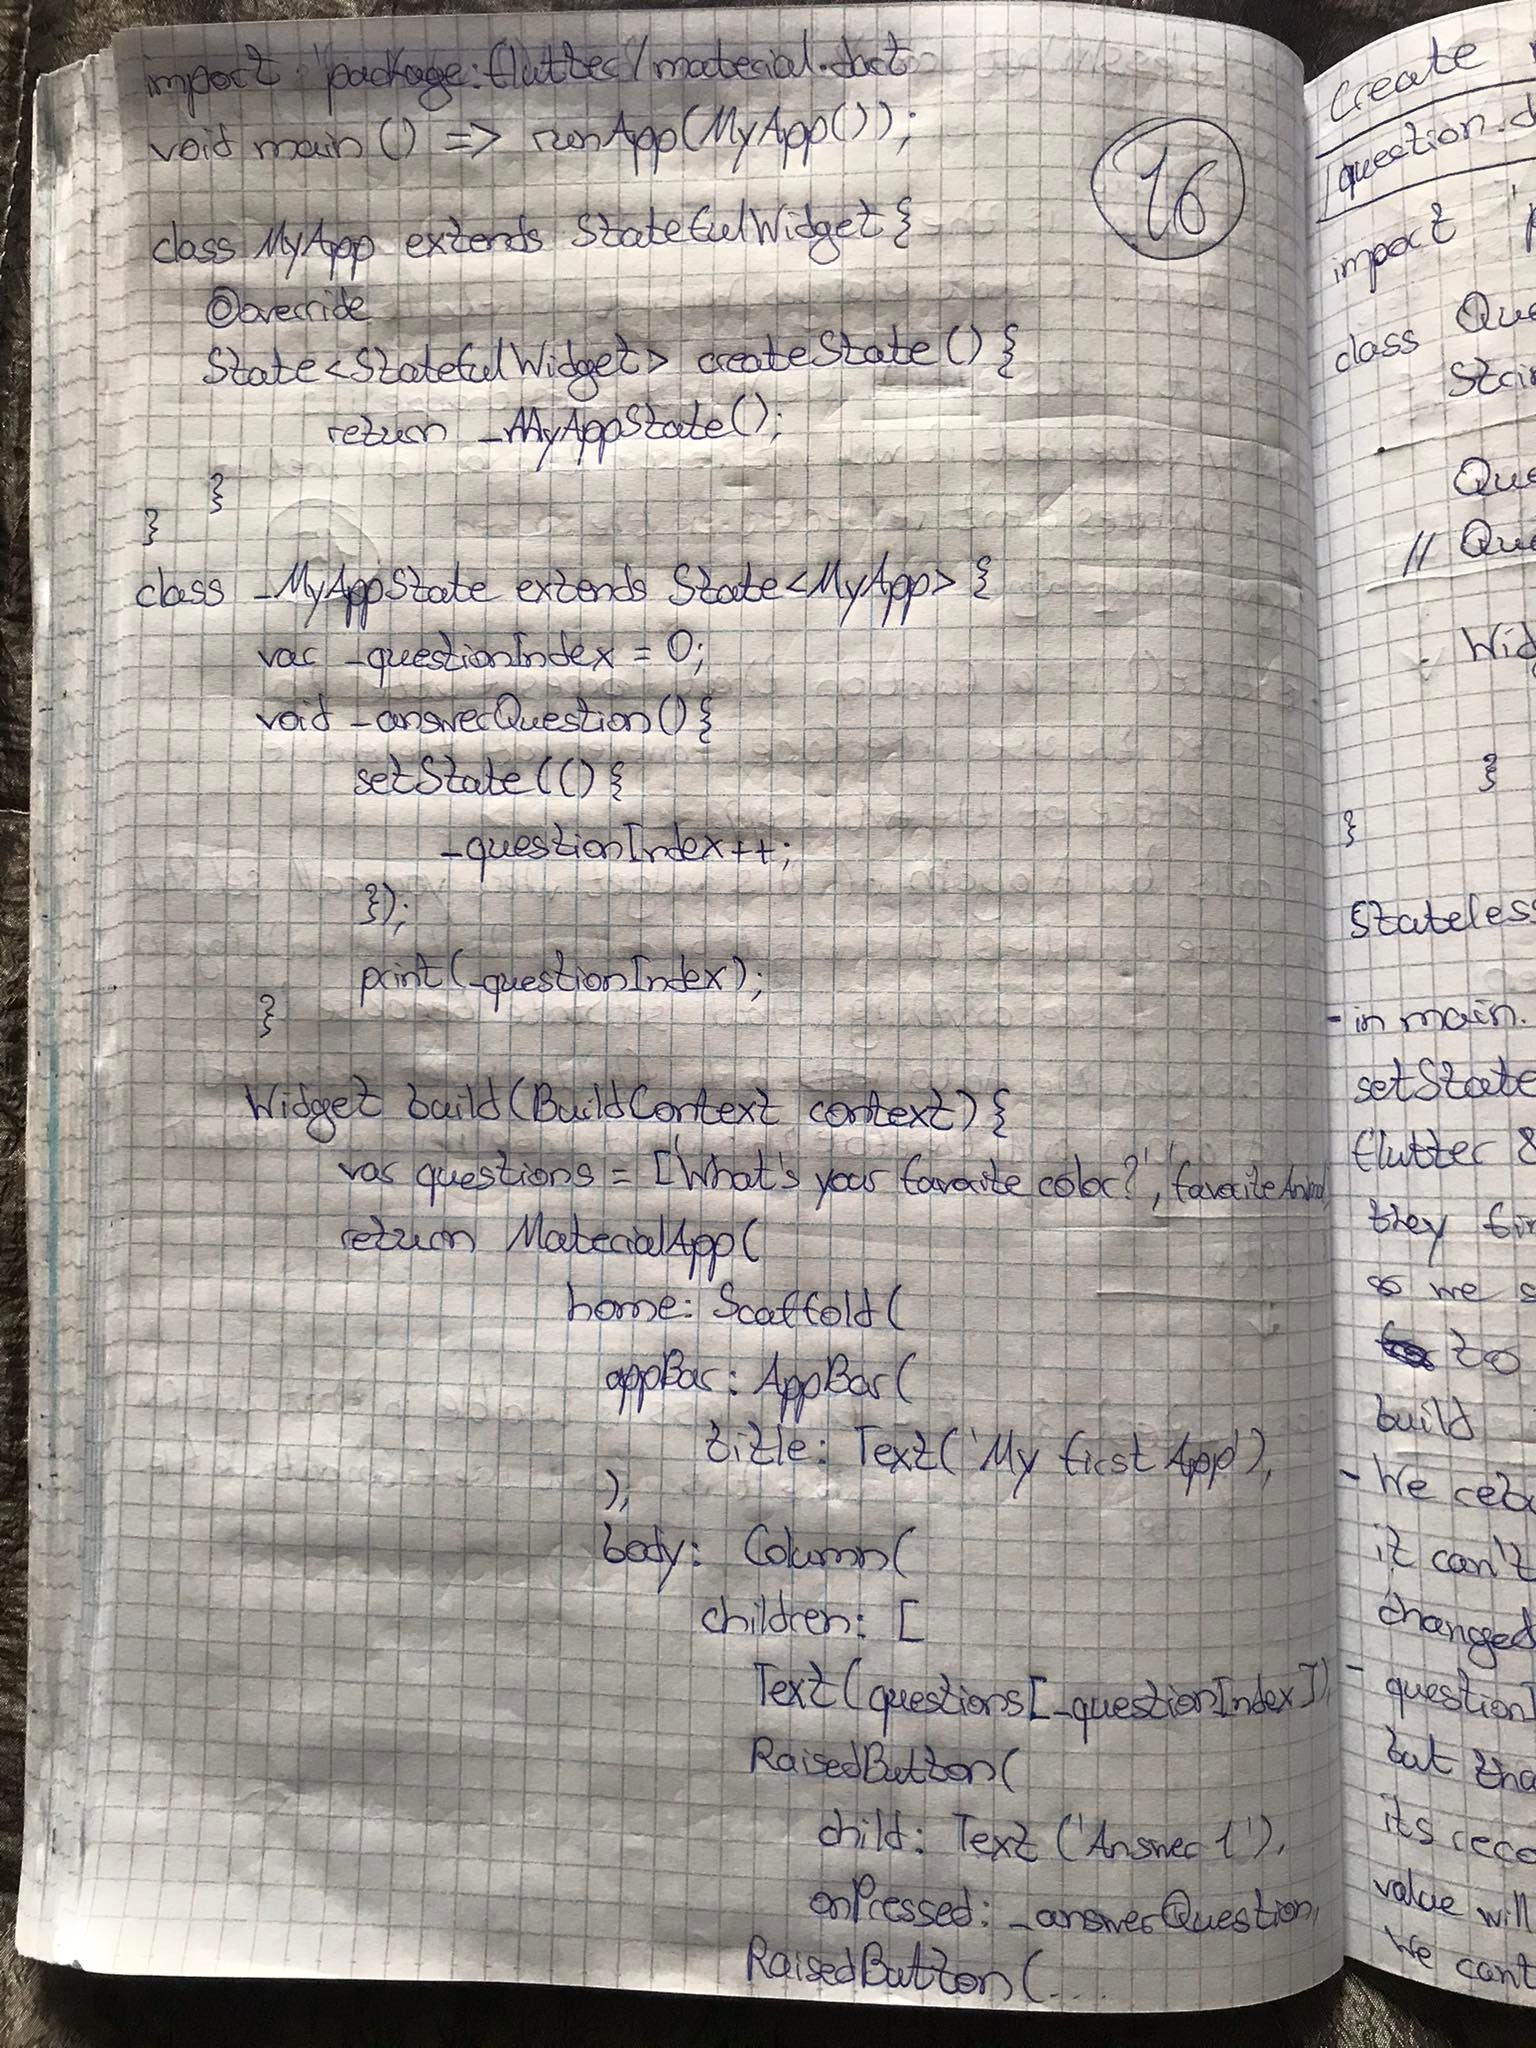 import 'package:flutter/material.dart
void main() => runApp(MyApp());
16
class MyApp extends StatefulWidget {
@override
State<StatefulWidget> createState() {
return _MyAppState();
}
}
class _MyAppState extends State<MyApp> {
var _questionIndex = 0;
void _answerQuestion() {
setState(() {
_questionIndex++;
});
print(_questionIndex);
}
Widget build(BuildContext context) {
var questions = ['What's your favorite color?', 'favorite Animal
return MaterialApp(
home: Scaffold(
appBar: AppBar(
title: Text('My first App'),
),
body: Column(
children: [
Text(questions[_questionIndex]),
RaisedButton(
child: Text('Answer 1'),
onPressed: _answerQuestion,
RaisedButton(...
Create
question.d
import 'p
class Que
Strin
Que
// Que
Wid
}
}
Stateless
- in main.
setState
flutter &
they fin
so we s
to
build
- We rebu
it can't
changed
- question
but tha
its reco
value will
We cant